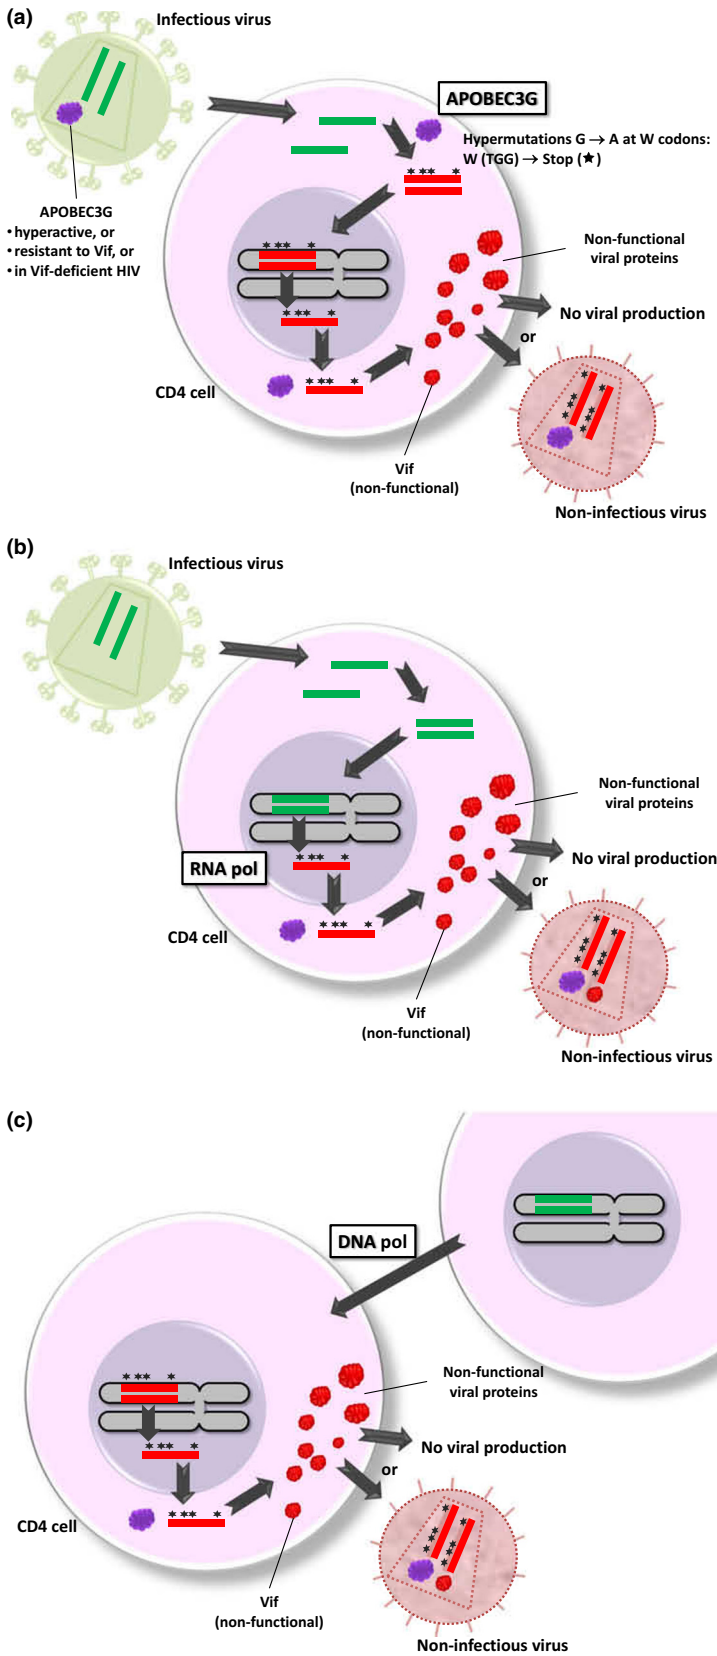 (a)
Infectious virus
APOBEC3G
Hypermutations G → A at W codons:
W (TGG) → Stop (★)
APOBEC3G
• hyperactive, or
• resistant to Vif, or
• in Vif-deficient HIV
Non-functional
viral proteins
No viral production
or
CD4 cell
Vif
(non-functional)
Non-infectious virus
(b)
Infectious virus
Non-functional
viral proteins
No viral production
RNA pol
or
CD4 cell
Vif
(non-functional)
Non-infectious virus
(c)
DNA pol
Non-functional
viral proteins
No viral production
or
CD4 cell
Vif
(non-functional)
Non-infectious virus